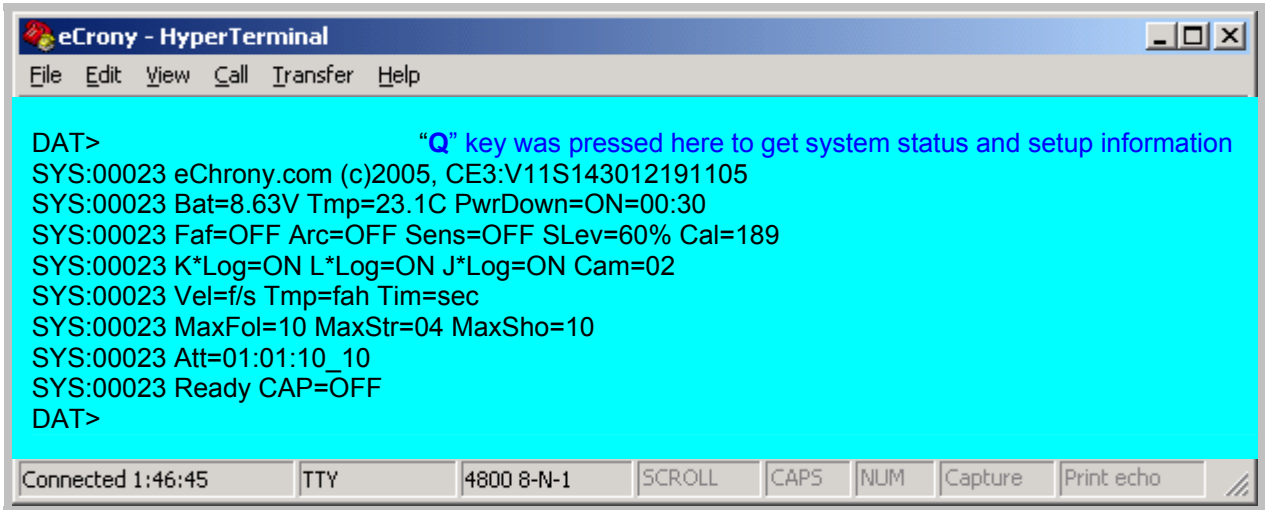 eCrony - HyperTerminal
File Edit View Call Transfer Help
DAT> “Q” key was pressed here to get system status and setup information
SYS:00023 eChrony.com (c)2005, CE3:V11S143012191105
SYS:00023 Bat=8.63V Tmp=23.1C PwrDown=ON=00:30
SYS:00023 Faf=OFF Arc=OFF Sens=OFF SLev=60% Cal=189
SYS:00023 K*Log=ON L*Log=ON J*Log=ON Cam=02
SYS:00023 Vel=f/s Tmp=fah Tim=sec
SYS:00023 MaxFol=10 MaxStr=04 MaxSho=10
SYS:00023 Att=01:01:10_10
SYS:00023 Ready CAP=OFF
DAT>
Connected 1:46:45 TTY 4800 8-N-1 SCROLL CAPS NUM Capture Print echo